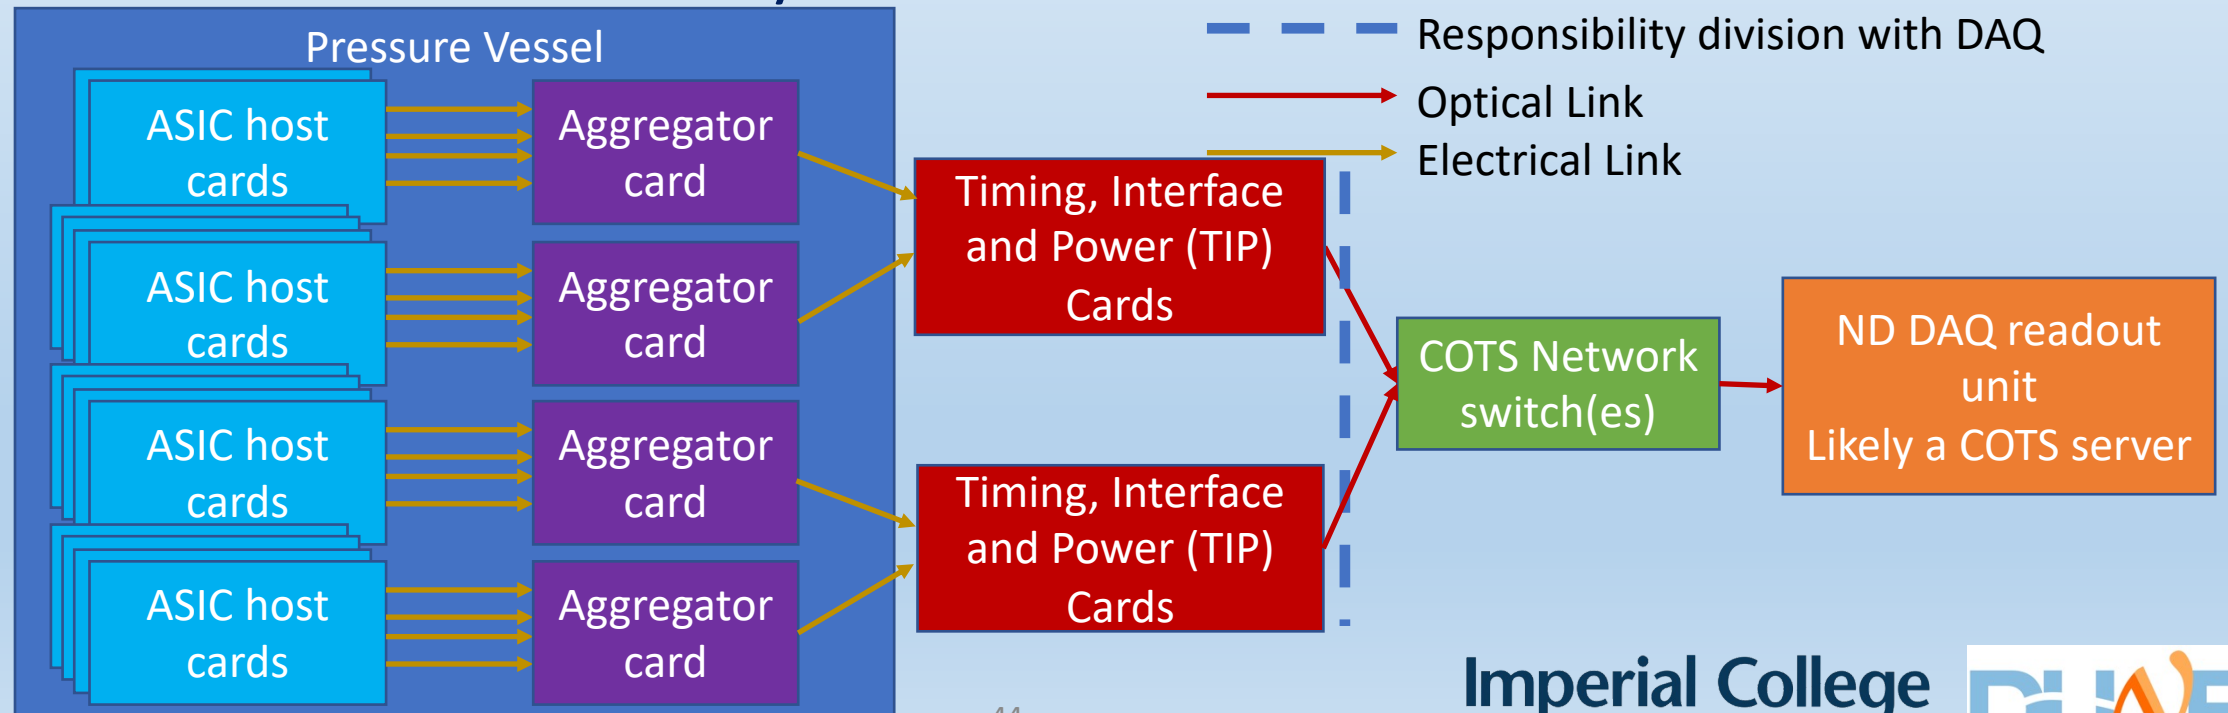 Pressure Vessel
Responsibility division with DAQ
Optical Link
Electrical Link
ASIC host
cards
Aggregator
card
ASIC host
cards
Aggregator
card
ASIC host
cards
Aggregator
card
ASIC host
cards
Aggregator
card
Timing, Interface
and Power (TIP)
Cards
Timing, Interface
and Power (TIP)
Cards
COTS Network
switch(es)
ND DAQ readout
unit
Likely a COTS server
Imperial College